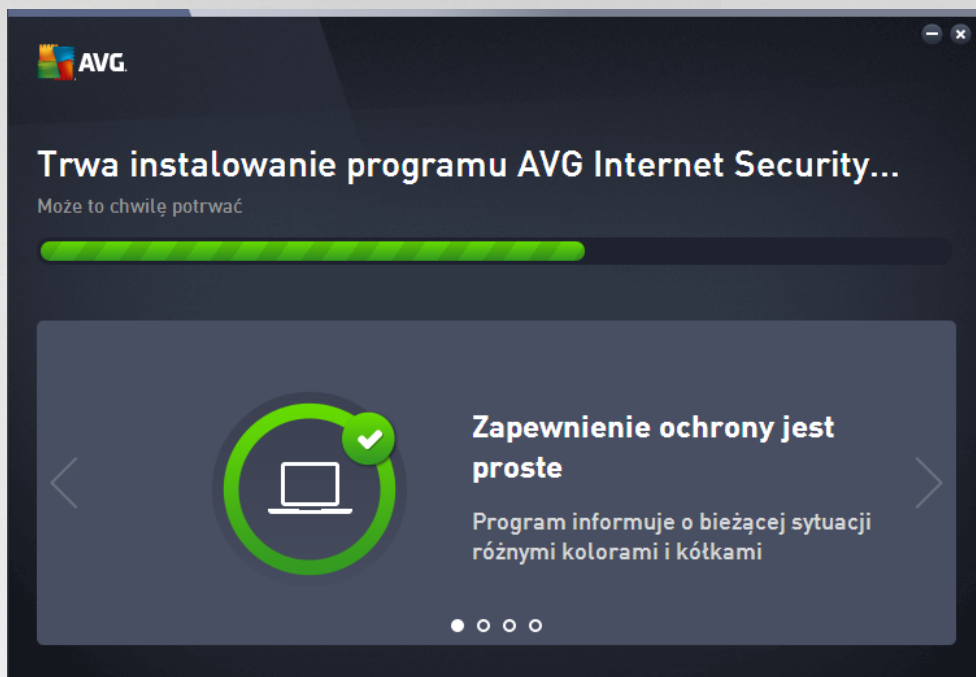 AVG
Trwa instalowanie programu AVG Internet Security...
Może to chwilę potrwać
Zapewnienie ochrony jest
proste
Program informuje o bieżącej sytuacji
różnymi kolorami i kółkami